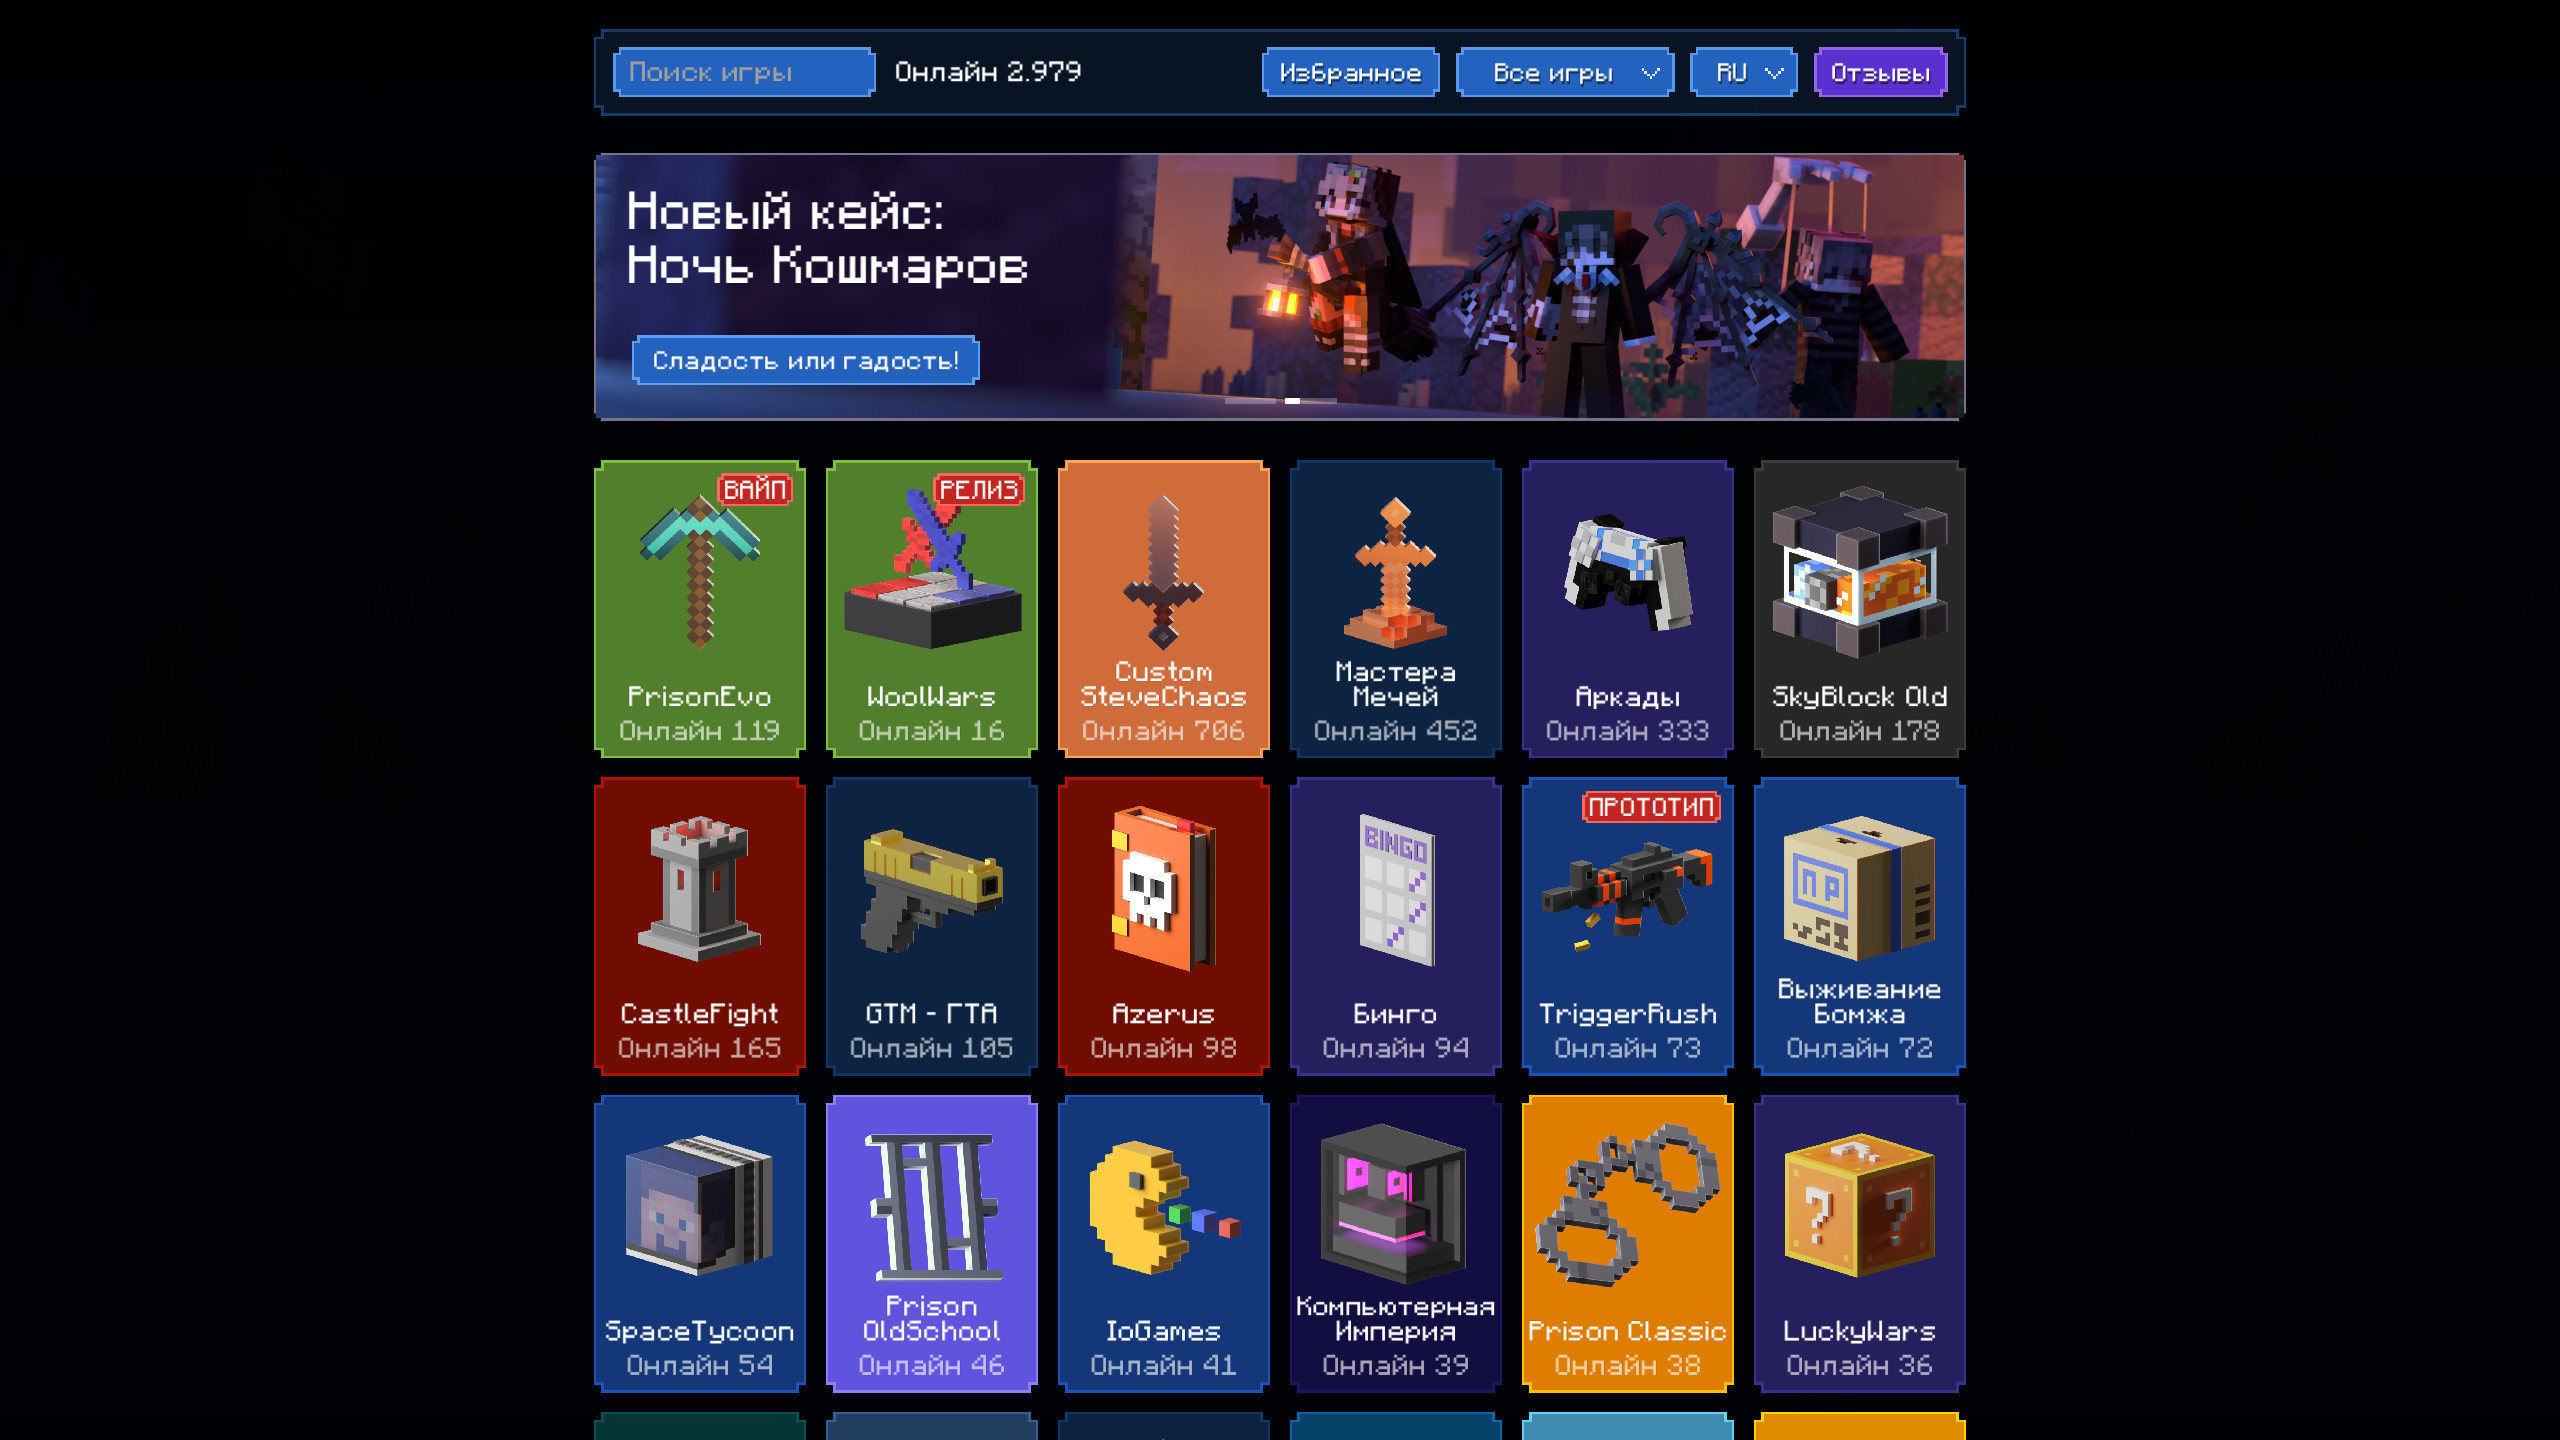 Поиск игры
Онлайн 2.979
Избранное
Все игры
RU
Отзывы
Новый кейс:
Ночь Кошмаров
Сладость или гадость!
ВАЙП
PrisonEvo
Онлайн 119
РЕЛИЗ
WoolWars
Онлайн 16
Custom
SteveChaos
Онлайн 706
Мастера
Мечей
Онлайн 452
Аркады
Онлайн 333
SkyBlock Old
Онлайн 178
CastleFight
Онлайн 165
GTM - ГТА
Онлайн 105
Azerus
Онлайн 98
BINGO
Бинго
Онлайн 94
ПРОТОТИП
TriggerRush
Онлайн 73
ПР
Выживание
Бомжа
Онлайн 72
SpaceTycoon
Онлайн 54
Prison
OldSchool
Онлайн 46
IoGames
Онлайн 41
Компьютерная
Империя
Онлайн 39
Prison Classic
Онлайн 38
? ? ?
LuckyWars
Онлайн 36